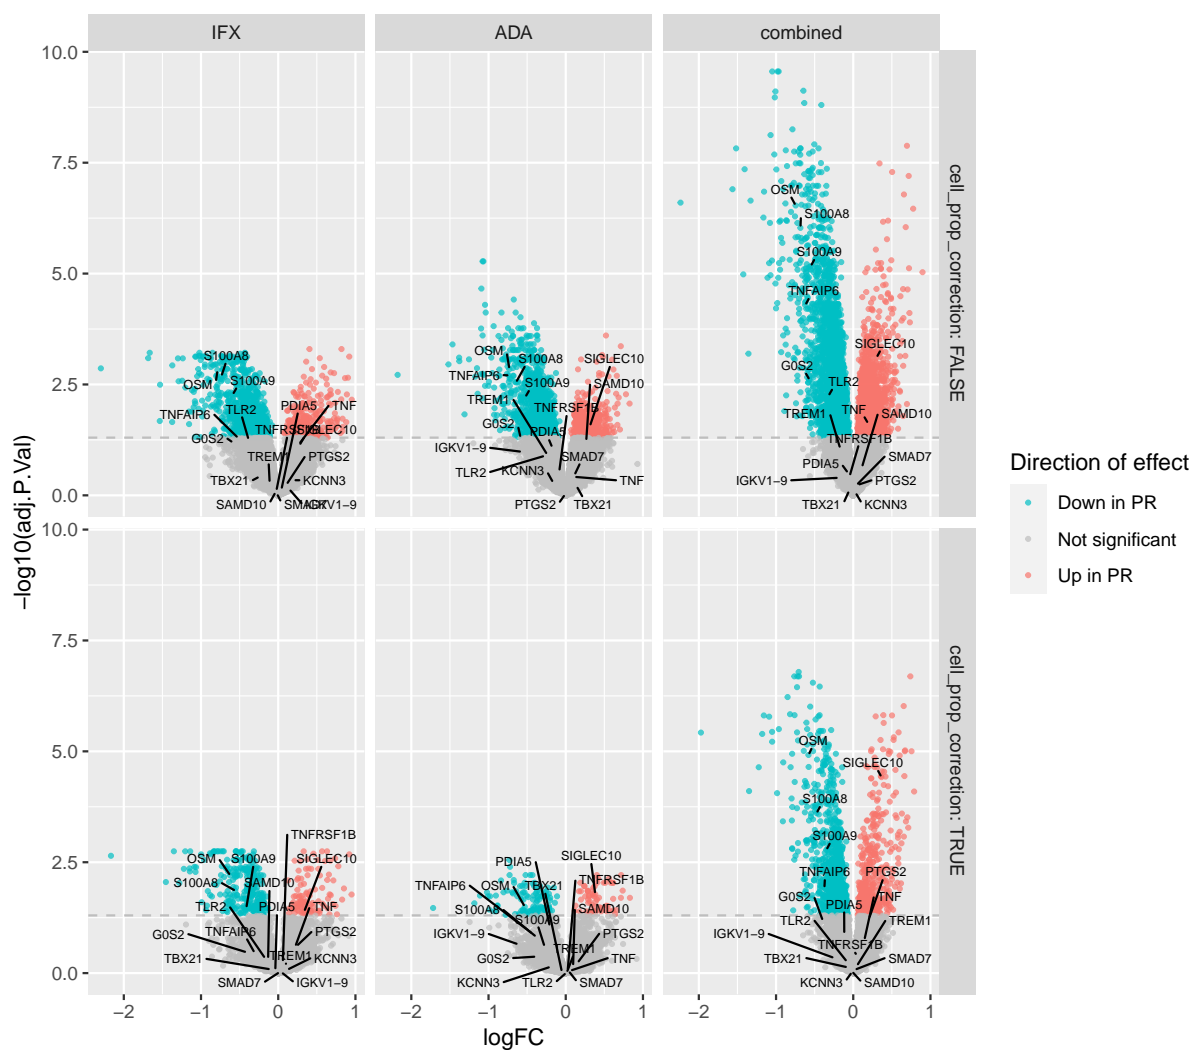 IFX
ADA
combined
−log10(adj.P.Val)
10.0
7.5
5.0
2.5
0.0
S100A8
OSM
S100A9
TNFAIP6
TLR2
PDIA5
TNF
SIGLEC10
G0S2
TREM1
PTGS2
TBX21
KCNN3
SAMD10
SMAD7
IGKV1−9
OSM
S100A8
SIGLEC10
TNFAIP6
S100A9
SAMD10
TREM1
TNFRSF1B
G0S2
PDIA5
IGKV1−9
SMAD7
TLR2
KCNN3
TNF
PTGS2
TBX21
OSM
S100A8
S100A9
TNFAIP6
SIGLEC10
G0S2
TLR2
TREM1
TNF
SAMD10
TNFRSF1B
PDIA5
SMAD7
IGKV1−9
PTGS2
TBX21
KCNN3
cell_prop_correction: FALSE
10.0
7.5
5.0
2.5
0.0
TNFRSF1B
OSM
S100A9
SIGLEC10
S100A8
SAMD10
TLR2
PDIA5
TNF
G0S2
TNFAIP6
PTGS2
TBX21
TREM1
KCNN3
SMAD7
IGKV1−9
PDIA5
SIGLEC10
TNFAIP6
OSM
TBX21
TNFRSF1B
S100A8
SAMD10
S100A9
IGKV1−9
PTGS2
G0S2
TREM1
TNF
KCNN3
TLR2
SMAD7
OSM
SIGLEC10
S100A8
S100A9
TNFAIP6
PTGS2
G0S2
PDIA5
TNF
TLR2
TREM1
IGKV1−9
TNFRSF1B
TBX21
SMAD7
KCNN3
SAMD10
cell_prop_correction: TRUE
−2 −1 0 1
−2 −1 0 1
−2 −1 0 1
logFC
Direction of effect
Down in PR
Not significant
Up in PR